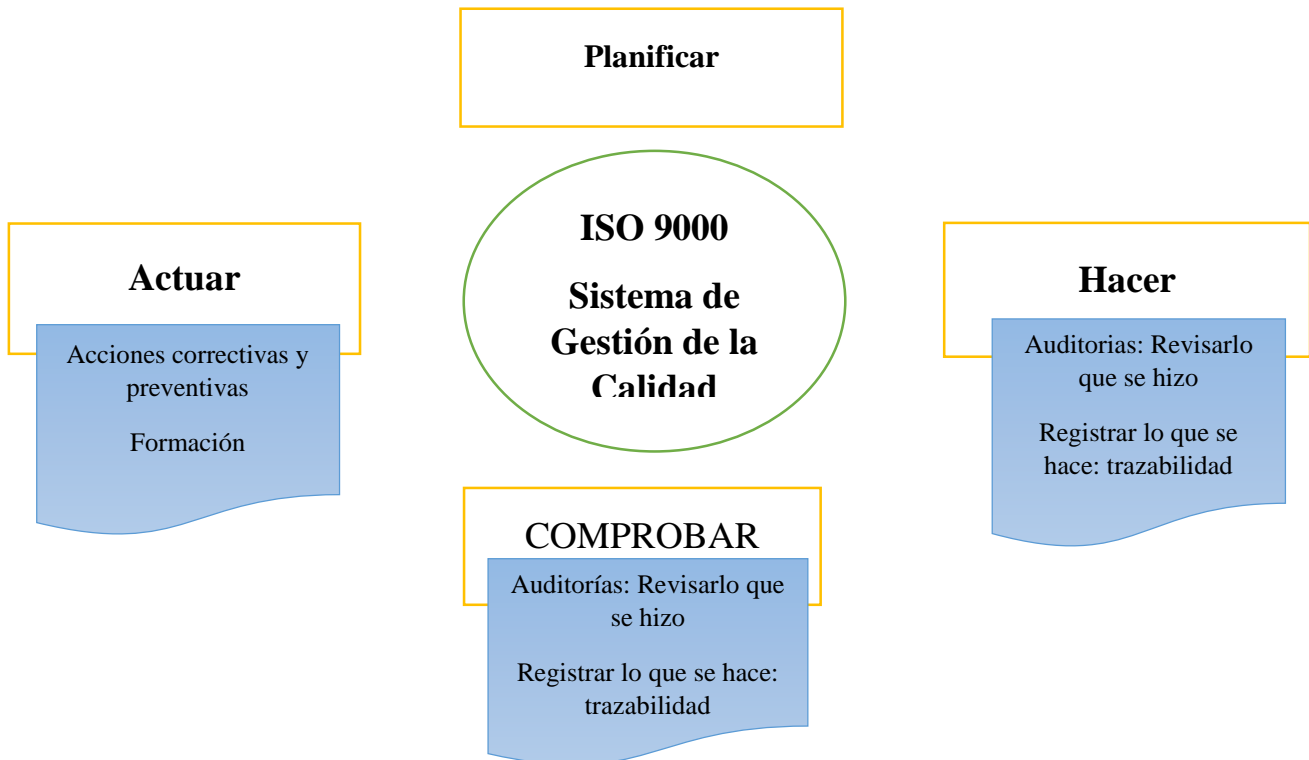 Planificar
ISO 9000
Sistema de
Gestión de la
Calidad
Actuar
Acciones correctivas y
preventivas
Formación
Hacer
Auditorias: Revisarlo
que se hizo
Registrar lo que se
hace: trazabilidad
COMPROBAR
Auditorías: Revisarlo que
se hizo
Registrar lo que se hace:
trazabilidad